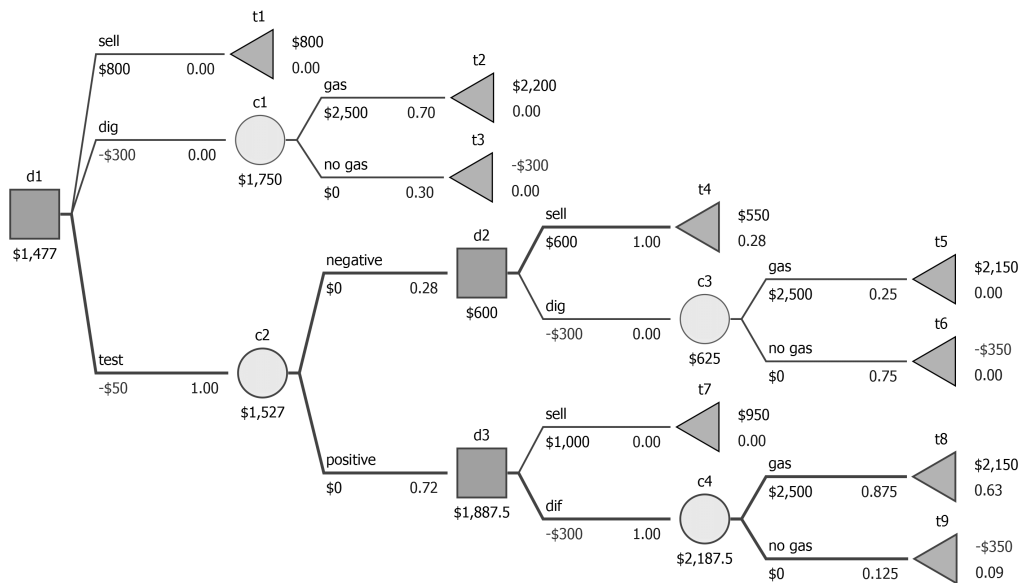 t1
sell
$800
$800 0.00
0.00
t2
gas
$2,200
c1
$2,500 0.70
0.00
dig
t3
-$300 0.00
no gas
-$300
$1,750
$0 0.30
0.00
d1
$1,477
t4
sell
$550
d2
$600 1.00
0.28
t5
negative
gas
$2,150
$0 0.28
c3
$2,500 0.25
0.00
dig
$600
-$300 0.00
t6
no gas
-$350
c2
$625
$0 0.75
0.00
test
-$50 1.00
t7
$1,527
sell
$950
d3
$1,000 0.00
0.00
t8
positive
gas
$2,150
$0 0.72
c4
$2,500 0.875
0.63
dif
$1,887.5
-$300 1.00
t9
no gas
-$350
$2,187.5
$0 0.125
0.09